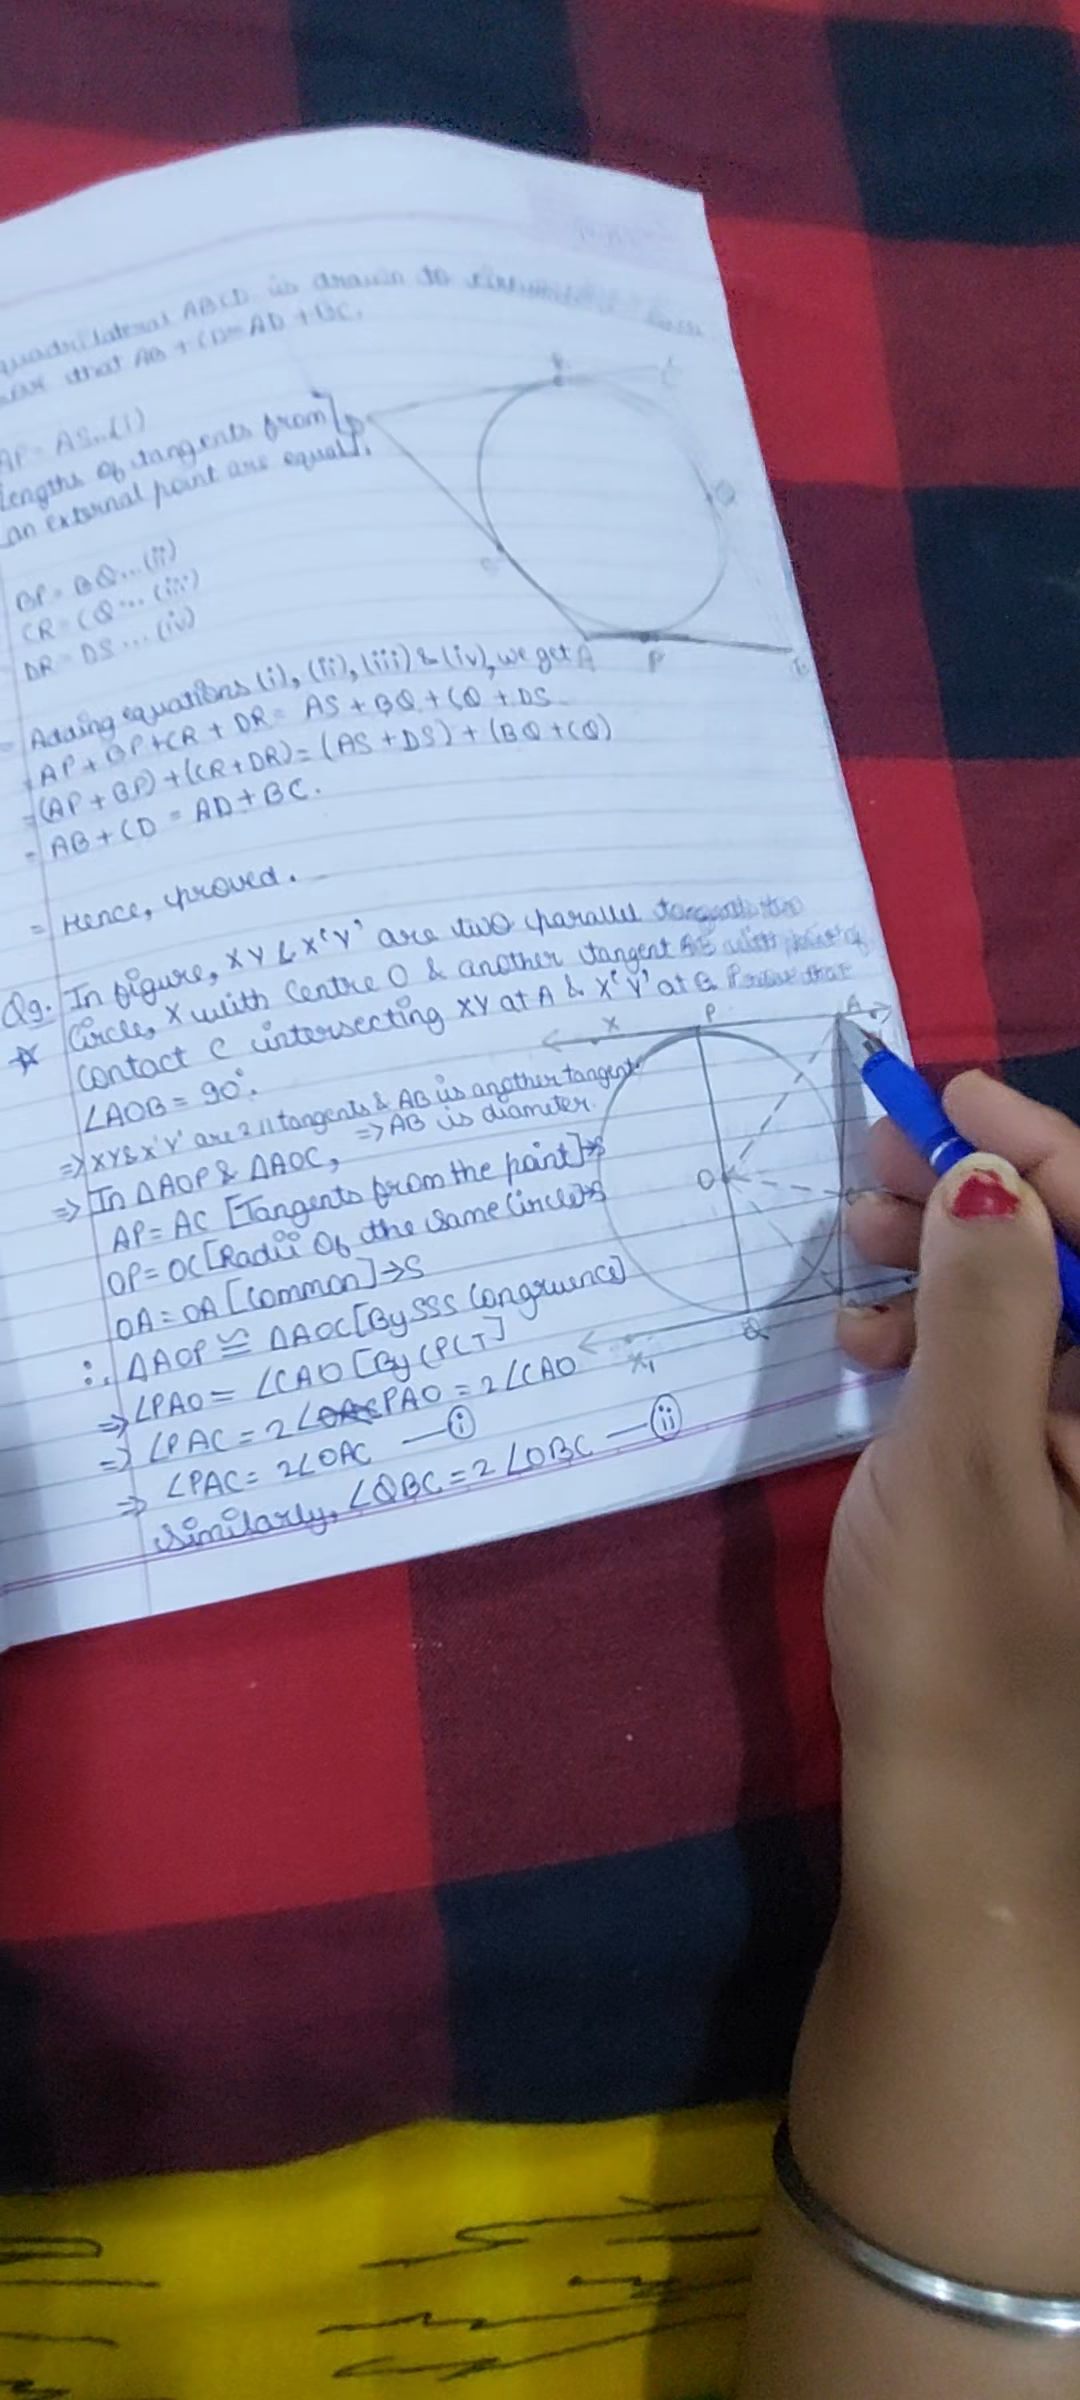 quadrilateral ABCD is drawn to
that AB + CD = AD + BC.
AP = AS...(i)
lengths of tangents from
an external point are equal].
BP = BQ...(ii)
CR = CQ... (iii)
DR = DS... (iv)
= Adding equations (i), (ii), (iii) & (iv), we get
AP + BP + CR + DR = AS + BQ + CQ + DS
= (AP + BP) + (CR + DR) = (AS + DS) + (BQ + CQ)
= AB + CD = AD + BC.
= Hence, proved.
Q9. In figure, XY & X'Y' are two parallel tangents to
☆ Circle, X with Centre O & another tangent AB with point of
contact C intersecting XY at A & X'Y' at B Prove that
∠AOB = 90°.
=> XY & X'Y' are 2 11 tangents & AB is another tangent
=> AB is diameter.
=> In ΔAOP & ΔAOC,
AP = AC [Tangents from the point]→S
OP = OC [Radii Of the same Circle]→S
OA = OA [Common]→S
∴ ΔAOP ≅ ΔAOC [By SSS Congruence]
=> ∠PAO = ∠CAO [By CPCT]
=> ∠PAC = 2∠PAO = 2∠CAO
=> ∠PAC = 2∠OAC —(i)
Similarly, ∠QBC = 2∠OBC —(ii)
Q
A
P
X
P
A
O
Q